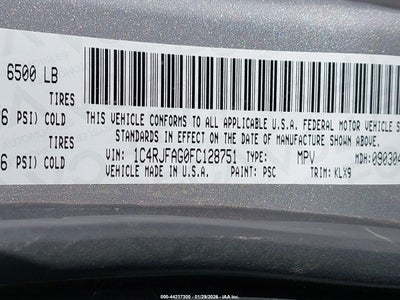 6500 LB
TIRES
PSI) COLD
TIRES
PSI) COLD
THIS VEHICLE CONFORMS TO ALL APPLICABLE U.S.A. FEDERAL MOTOR VEHICLE
STANDARDS IN EFFECT ON THE DATE OF MANUFACTURE SHOWN ABOVE.
VIN: 1C4RJFAG0FC128751 TYPE: MPV MDH: 090304
VEHICLE MADE IN U.S.A. PAINT: PSC TRIM: KLX9
000-44237300 - 01/29/2026 - IAA Inc.